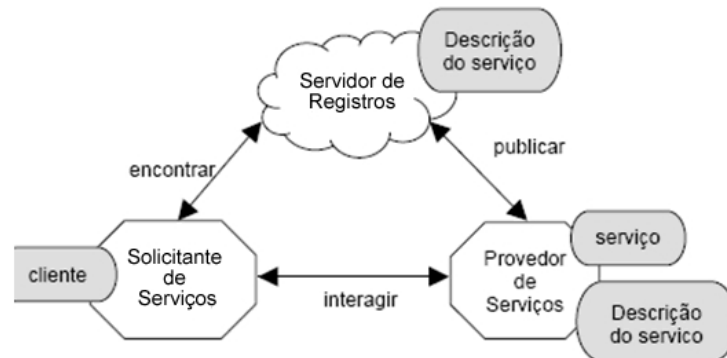 Descrição
do serviço
Servidor de
Registros
encontrar
publicar
cliente
Solicitante
de
Serviços
interagir
Provedor
de
Serviços
serviço
Descrição
do servico